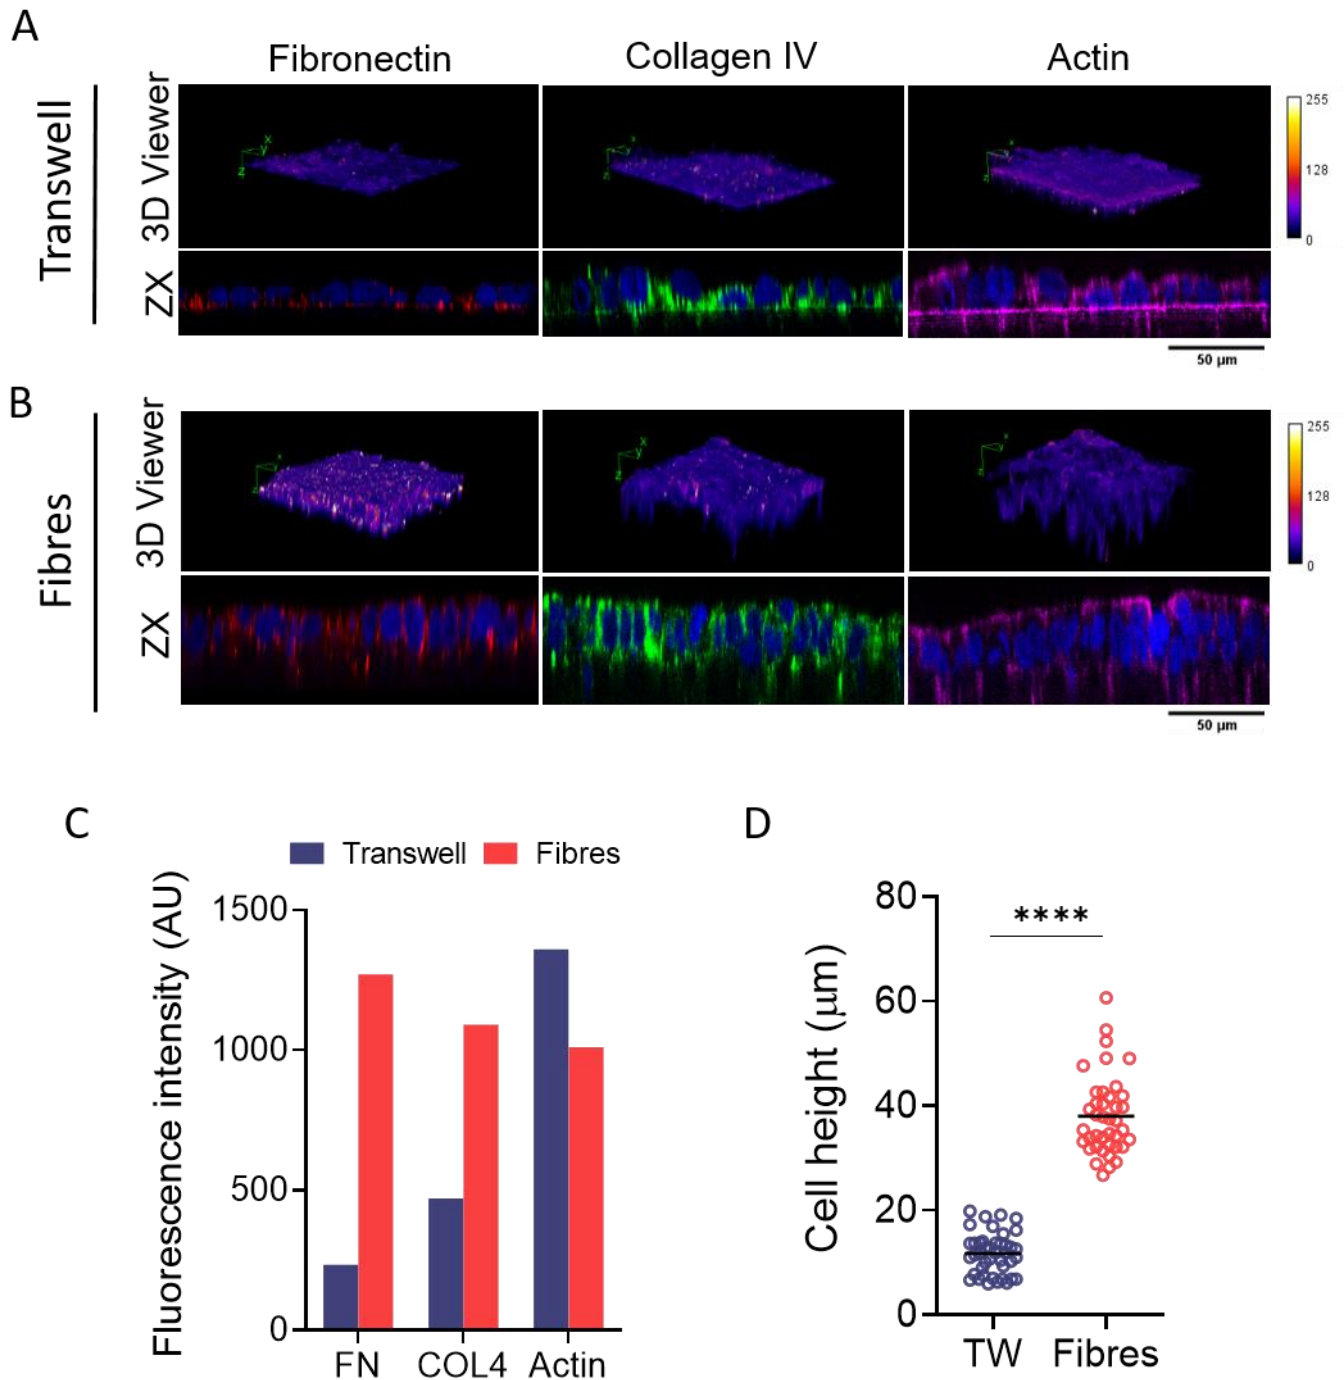 A
Fibronectin
Collagen IV
Actin
Transwell
3D Viewer
x
y
z
x
y
z
x
z
255
128
0
ZX
50 μm
B
Fibres
3D Viewer
x
z
x
y
z
x
255
128
0
ZX
50 μm
C
Transwell
Fibres
Fluorescence intensity (AU)
1500
1000
500
0
FN
COL4
Actin
D
Cell height (μm)
80
60
40
20
0
****
TW
Fibres